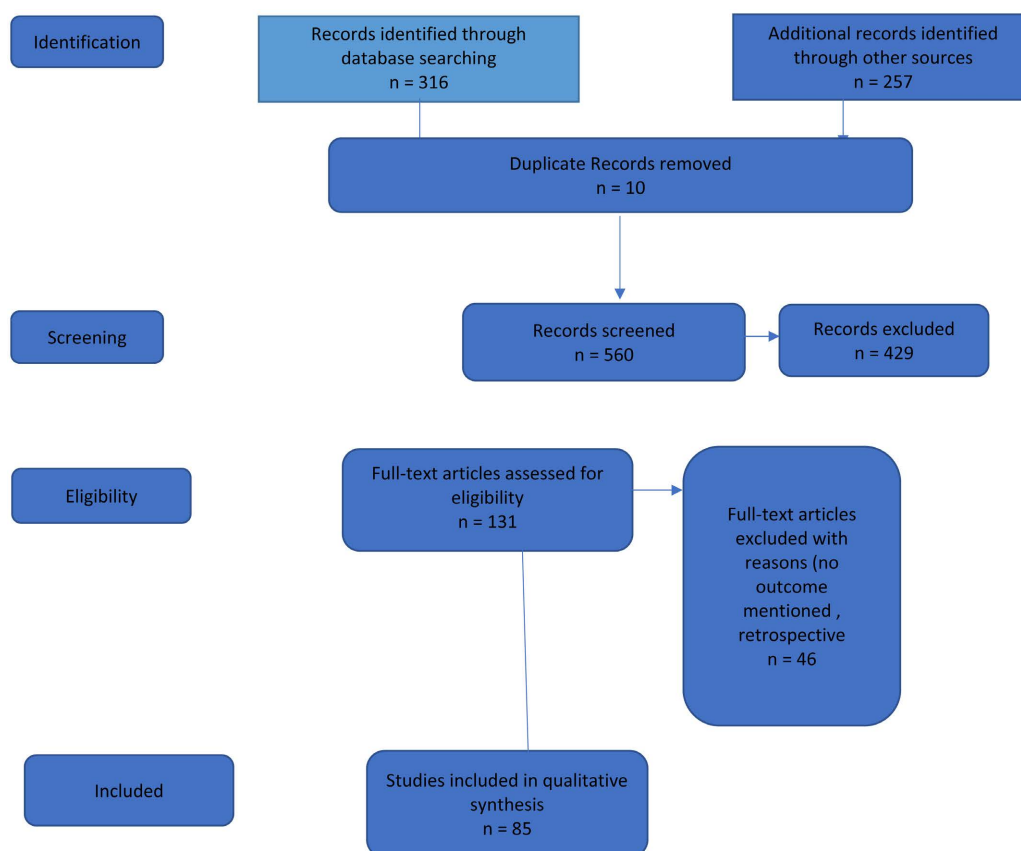 Identification
Records identified through
database searching
n = 316
Additional records identified
through other sources
n = 257
Duplicate Records removed
n = 10
Screening
Records screened
n = 560
Records excluded
n = 429
Eligibility
Full-text articles assessed for
eligibility
n = 131
Full-text articles
excluded with
reasons (no
outcome
mentioned ,
retrospective
n = 46
Included
Studies included in qualitative
synthesis
n = 85